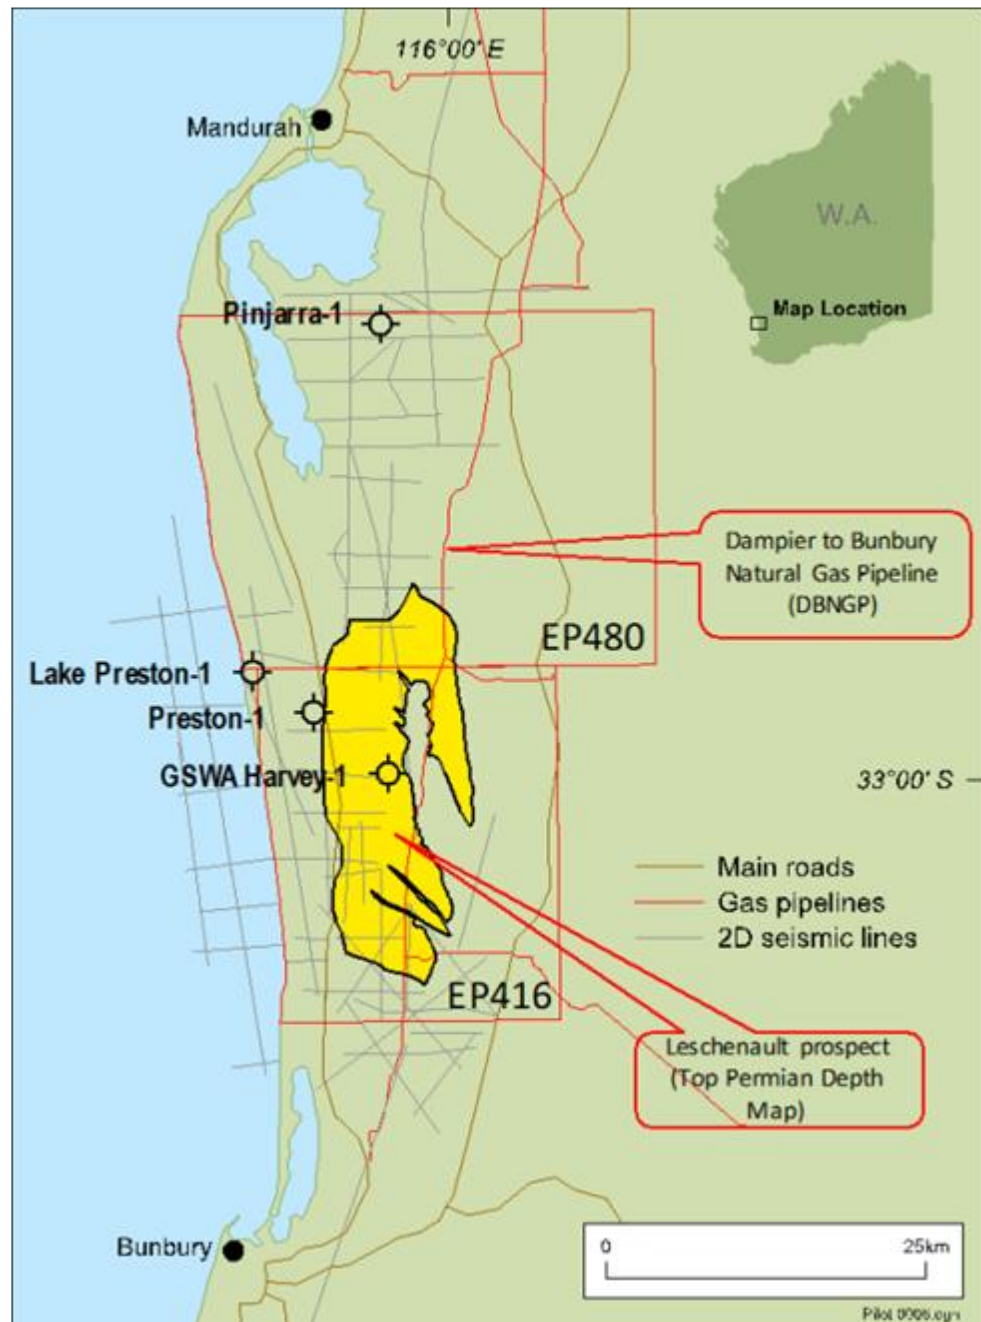 116°00' E
Mandurah
W.A.
Map Location
Pinjarra-1
Dampier to Bunbury
Natural Gas Pipeline
(DBNGP)
EP480
Lake Preston-1
Preston-1
GSWA Harvey-1
33°00' S
Main roads
Gas pipelines
2D seismic lines
EP416
Leschenault prospect
(Top Permian Depth
Map)
Bunbury
0 25km